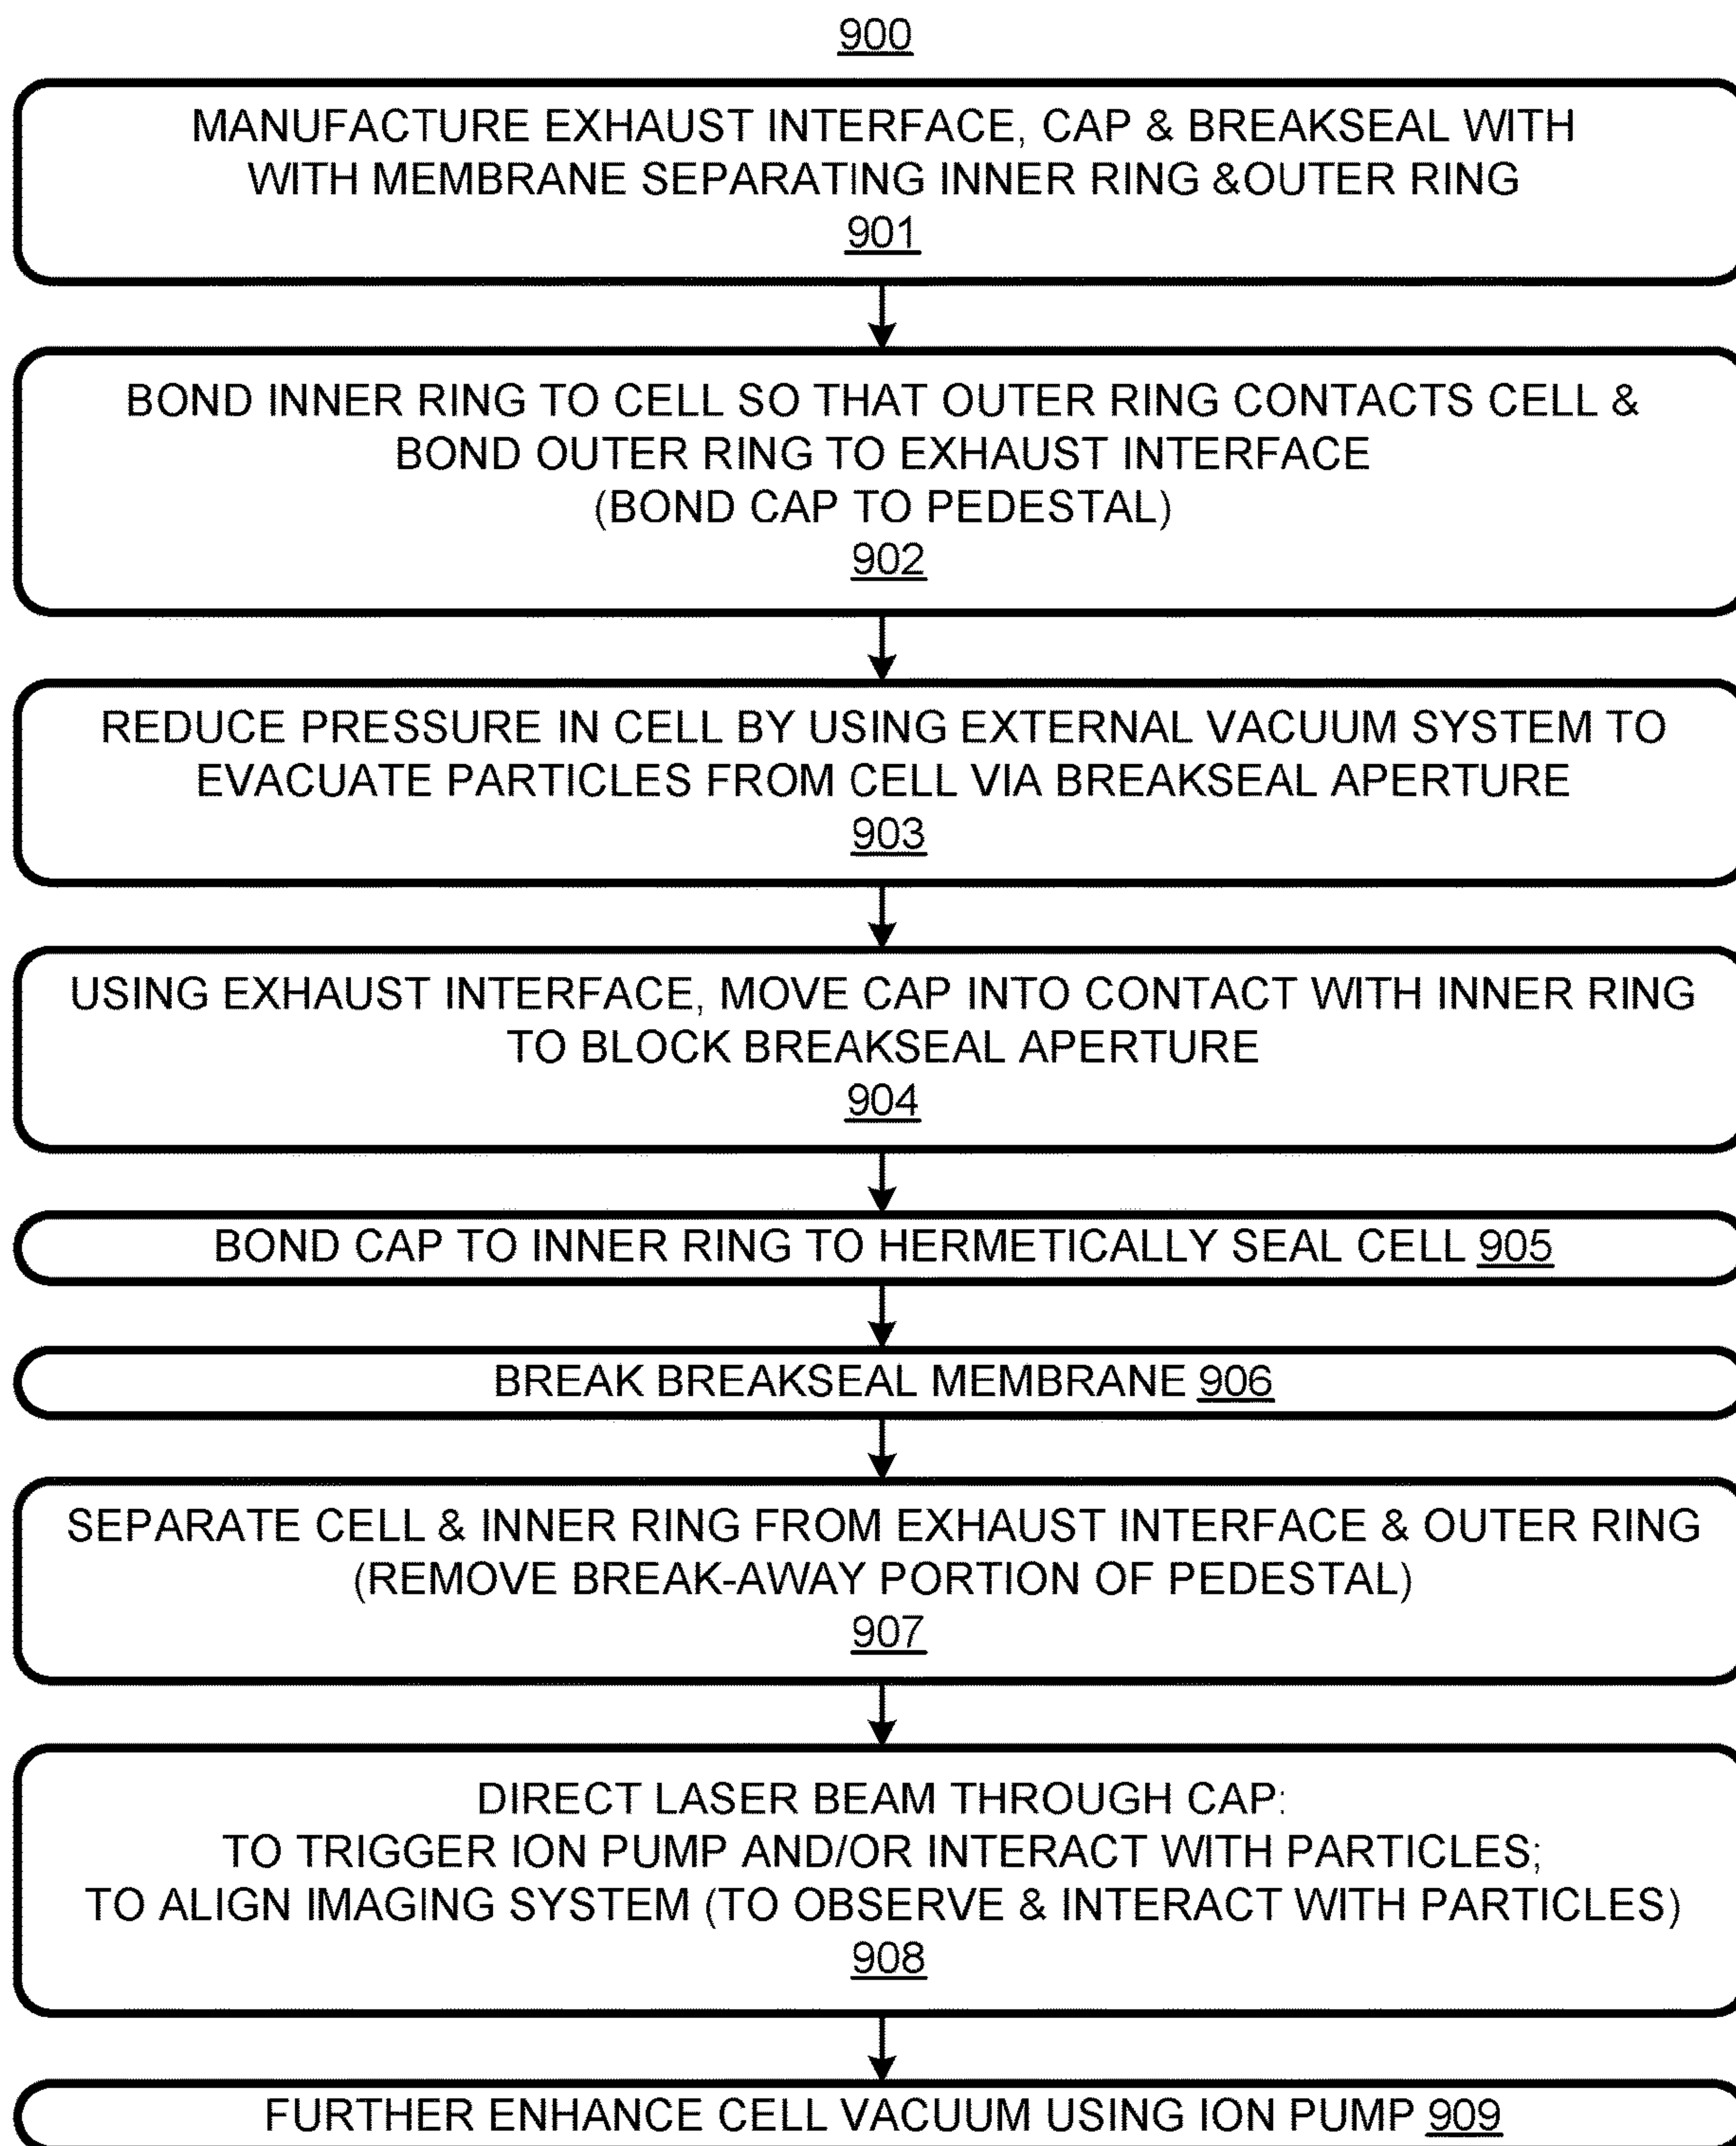 900
MANUFACTURE EXHAUST INTERFACE, CAP & BREAKSEAL WITH
WITH MEMBRANE SEPARATING INNER RING &OUTER RING
901
BOND INNER RING TO CELL SO THAT OUTER RING CONTACTS CELL &
BOND OUTER RING TO EXHAUST INTERFACE
(BOND CAP TO PEDESTAL)
902
REDUCE PRESSURE IN CELL BY USING EXTERNAL VACUUM SYSTEM TO
EVACUATE PARTICLES FROM CELL VIA BREAKSEAL APERTURE
903
USING EXHAUST INTERFACE, MOVE CAP INTO CONTACT WITH INNER RING
TO BLOCK BREAKSEAL APERTURE
904
BOND CAP TO INNER RING TO HERMETICALLY SEAL CELL 905
BREAK BREAKSEAL MEMBRANE 906
SEPARATE CELL & INNER RING FROM EXHAUST INTERFACE & OUTER RING
(REMOVE BREAK-AWAY PORTION OF PEDESTAL)
907
DIRECT LASER BEAM THROUGH CAP:
TO TRIGGER ION PUMP AND/OR INTERACT WITH PARTICLES;
TO ALIGN IMAGING SYSTEM (TO OBSERVE & INTERACT WITH PARTICLES)
908
FURTHER ENHANCE CELL VACUUM USING ION PUMP 909